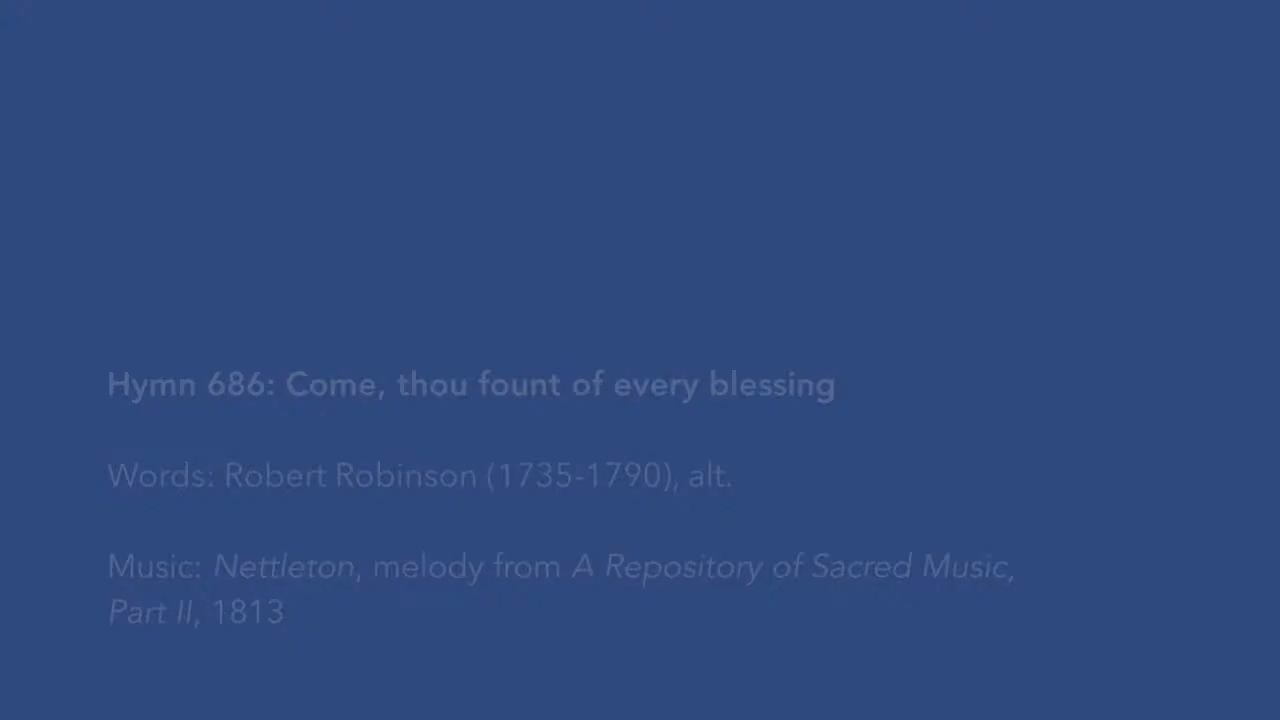 Hymn 686: Come, thou fount of every blessing
Words: Robert Robinson (1735-1790), alt.
Music: Nettleton, melody from A Repository of Sacred Music,
Part II, 1813